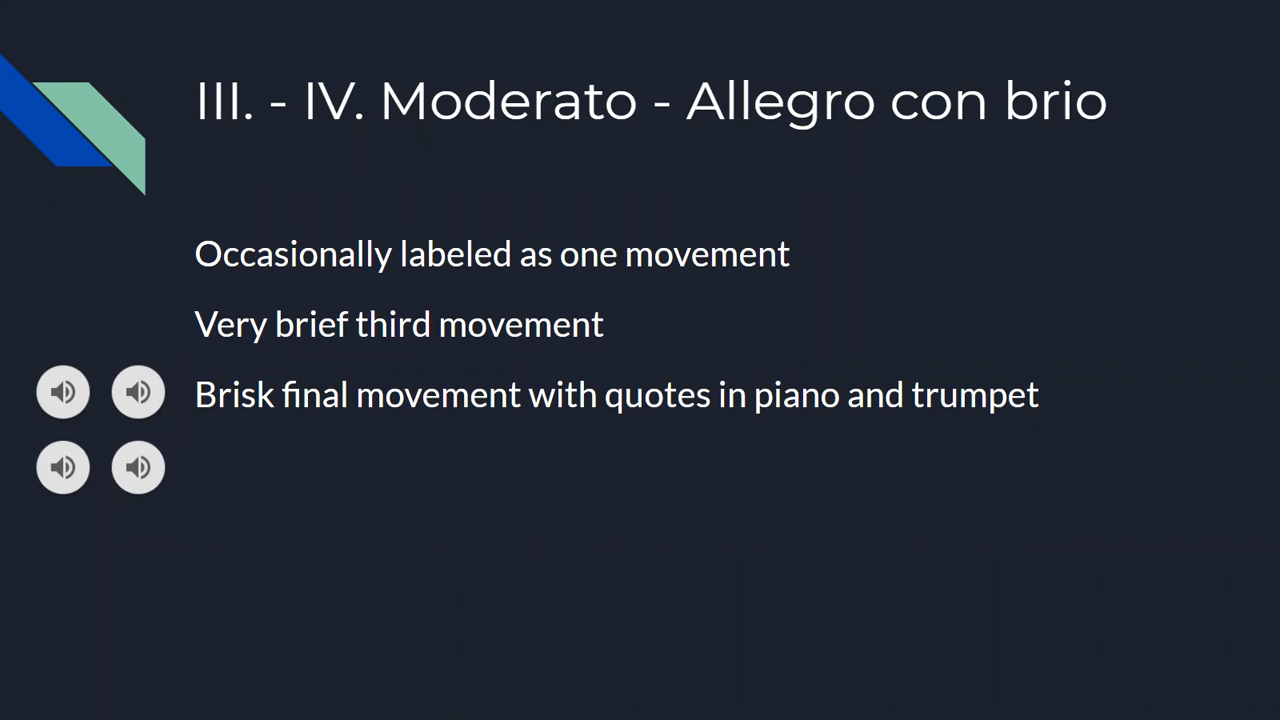 III. - IV. Moderato - Allegro con brio
Occasionally labeled as one movement
Very brief third movement
Brisk final movement with quotes in piano and trumpet